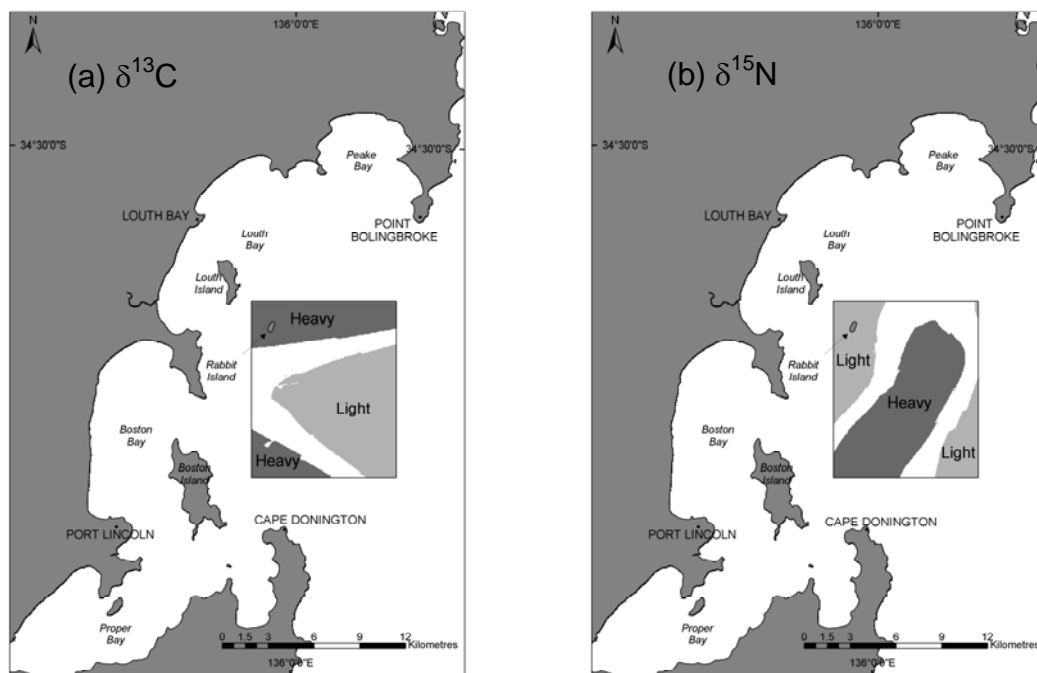 N
136°0'0"E
(a) δ13C
34°30'0"S
34°30'0"S
Peake
Bay
LOUTH BAY
POINT
BOLINGBROKE
Louth
Bay
Louth
Island
Heavy
Rabbit
Island
Light
Boston
Bay
Heavy
Boston
Island
CAPE DONINGTON
PORT LINCOLN
Proper
Bay
0 1.5 3 6 9 12
Kilometres
136°0'0"E
N
136°0'0"E
(b) δ15N
34°30'0"S
34°30'0"S
Peake
Bay
LOUTH BAY
POINT
BOLINGBROKE
Louth
Bay
Louth
Island
Light
Rabbit
Island
Heavy
Boston
Bay
Light
Boston
Island
CAPE DONINGTON
PORT LINCOLN
Proper
Bay
0 1.5 3 6 9 12
Kilometres
136°0'0"E